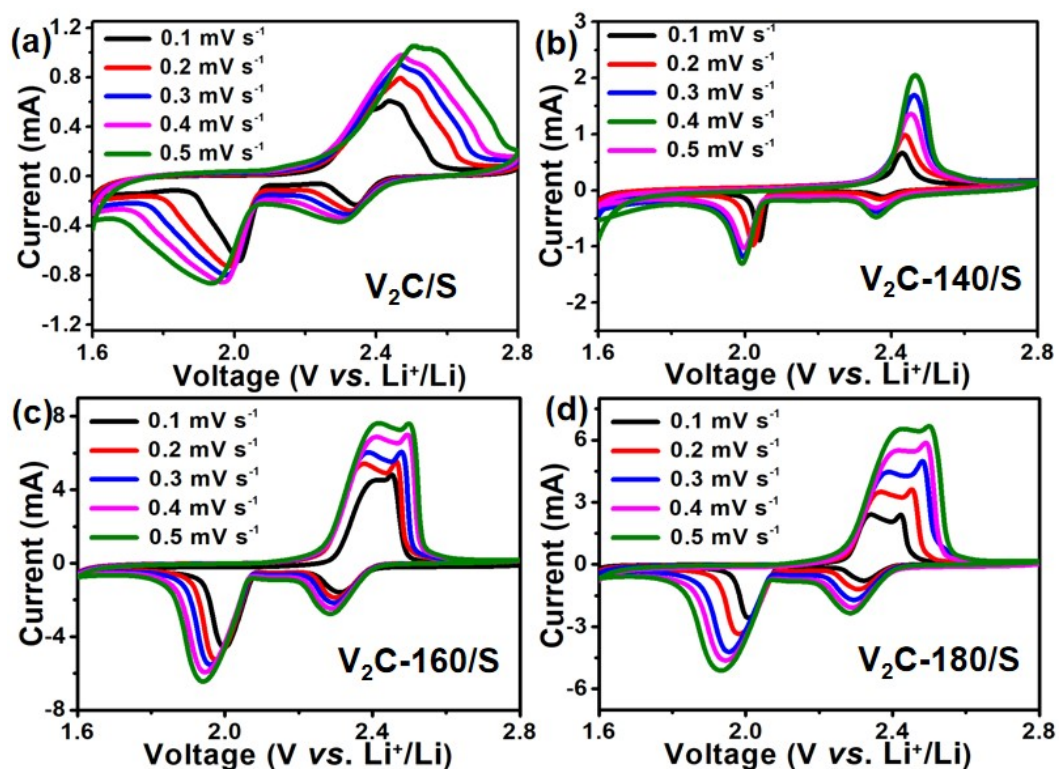 (a)
0.1 mV s⁻¹
0.2 mV s⁻¹
0.3 mV s⁻¹
0.4 mV s⁻¹
0.5 mV s⁻¹
V₂C/S
1.2
0.8
0.4
0.0
-0.4
-0.8
-1.2
Current (mA)
1.6 2.0 2.4 2.8
Voltage (V vs. Li⁺/Li)
(b)
0.1 mV s⁻¹
0.2 mV s⁻¹
0.3 mV s⁻¹
0.4 mV s⁻¹
0.5 mV s⁻¹
V₂C-140/S
3
2
1
0
-1
-2
Current (mA)
1.6 2.0 2.4 2.8
Voltage (V vs. Li⁺/Li)
(c)
0.1 mV s⁻¹
0.2 mV s⁻¹
0.3 mV s⁻¹
0.4 mV s⁻¹
0.5 mV s⁻¹
V₂C-160/S
8
4
0
-4
-8
Current (mA)
1.6 2.0 2.4 2.8
Voltage (V vs. Li⁺/Li)
(d)
0.1 mV s⁻¹
0.2 mV s⁻¹
0.3 mV s⁻¹
0.4 mV s⁻¹
0.5 mV s⁻¹
V₂C-180/S
6
3
0
-3
-6
Current (mA)
1.6 2.0 2.4 2.8
Voltage (V vs. Li⁺/Li)